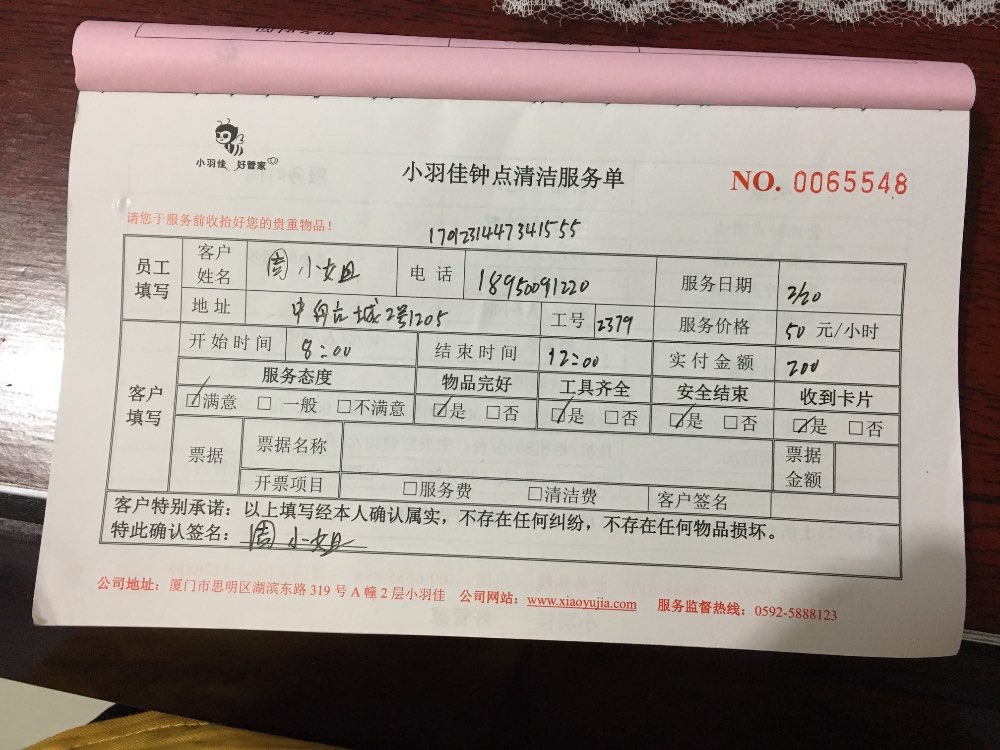 小羽佳 好管家
小羽佳钟点清洁服务单
NO. 0065548
请您于服务前收拾好您的贵重物品！
1701231447341555
员工填写 客户姓名 周小姐 电话 18950091220 服务日期 2/20
地址 城2号1205 工号 2379 服务价格 50 元/小时
客户填写 开始时间 8:00 结束时间 12:00 实付金额 200
服务态度 物品完好 工具齐全 安全结束 收到卡片
☑满意 □一般 □不满意 ☑是 □否 ☑是 □否 ☑是 □否 ☑是 □否
票据 票据名称 票据金额
开票项目 □服务费 □清洁费 客户签名
客户特别承诺：以上填写经本人确认属实，不存在任何纠纷，不存在任何物品损坏。
特此确认签名：周小姐
公司地址：厦门市思明区湖滨东路 319 号 A 幢 2 层小羽佳 公司网站：www.xiaoyujia.com 服务监督热线：0592-5888123